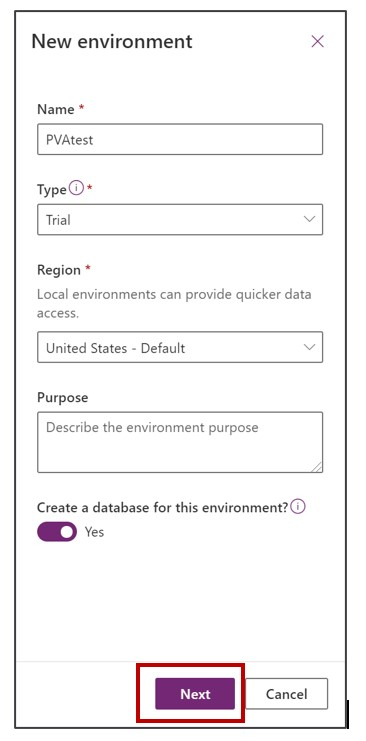 New environment
Name *
PVAtest
Type *
Trial
Region *
Local environments can provide quicker data
access.
United States - Default
Purpose
Describe the environment purpose
Create a database for this environment?
Yes
Next
Cancel